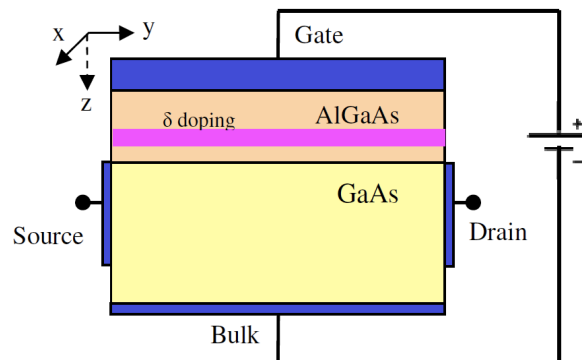 x
y
z
Gate
δ doping
AlGaAs
GaAs
+
−
Source
Drain
Bulk